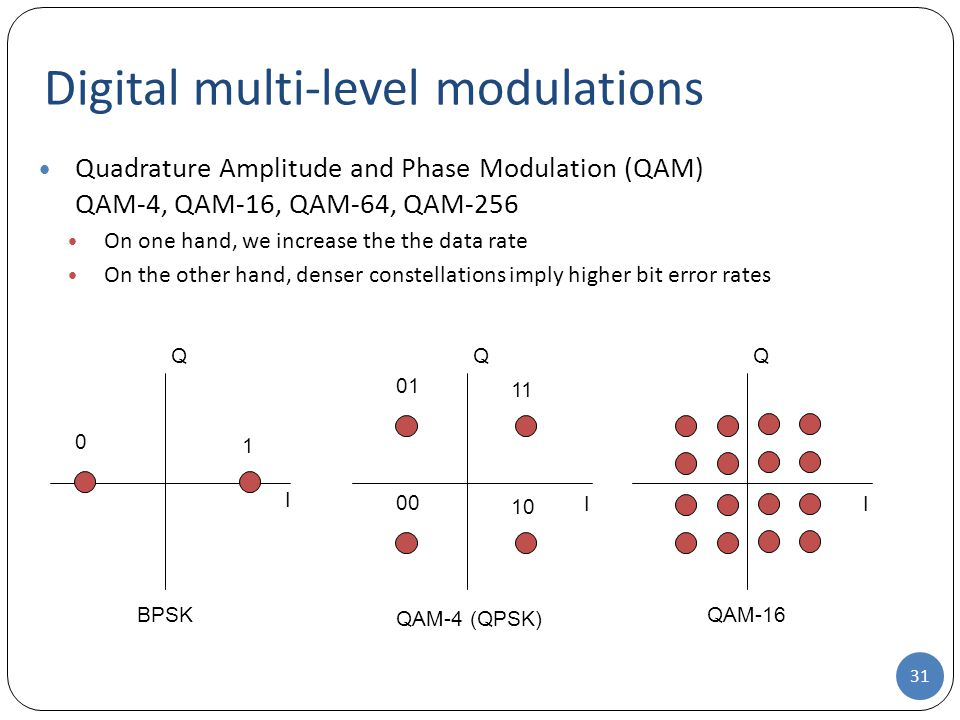 Digital multi-level modulations
Quadrature Amplitude and Phase Modulation (QAM)
QAM-4, QAM-16, QAM-64, QAM-256
On one hand, we increase the the data rate
On the other hand, denser constellations imply higher bit error rates
Q
0
1
I
BPSK
Q
01
11
00
10
I
QAM-4 (QPSK)
Q
I
QAM-16
31